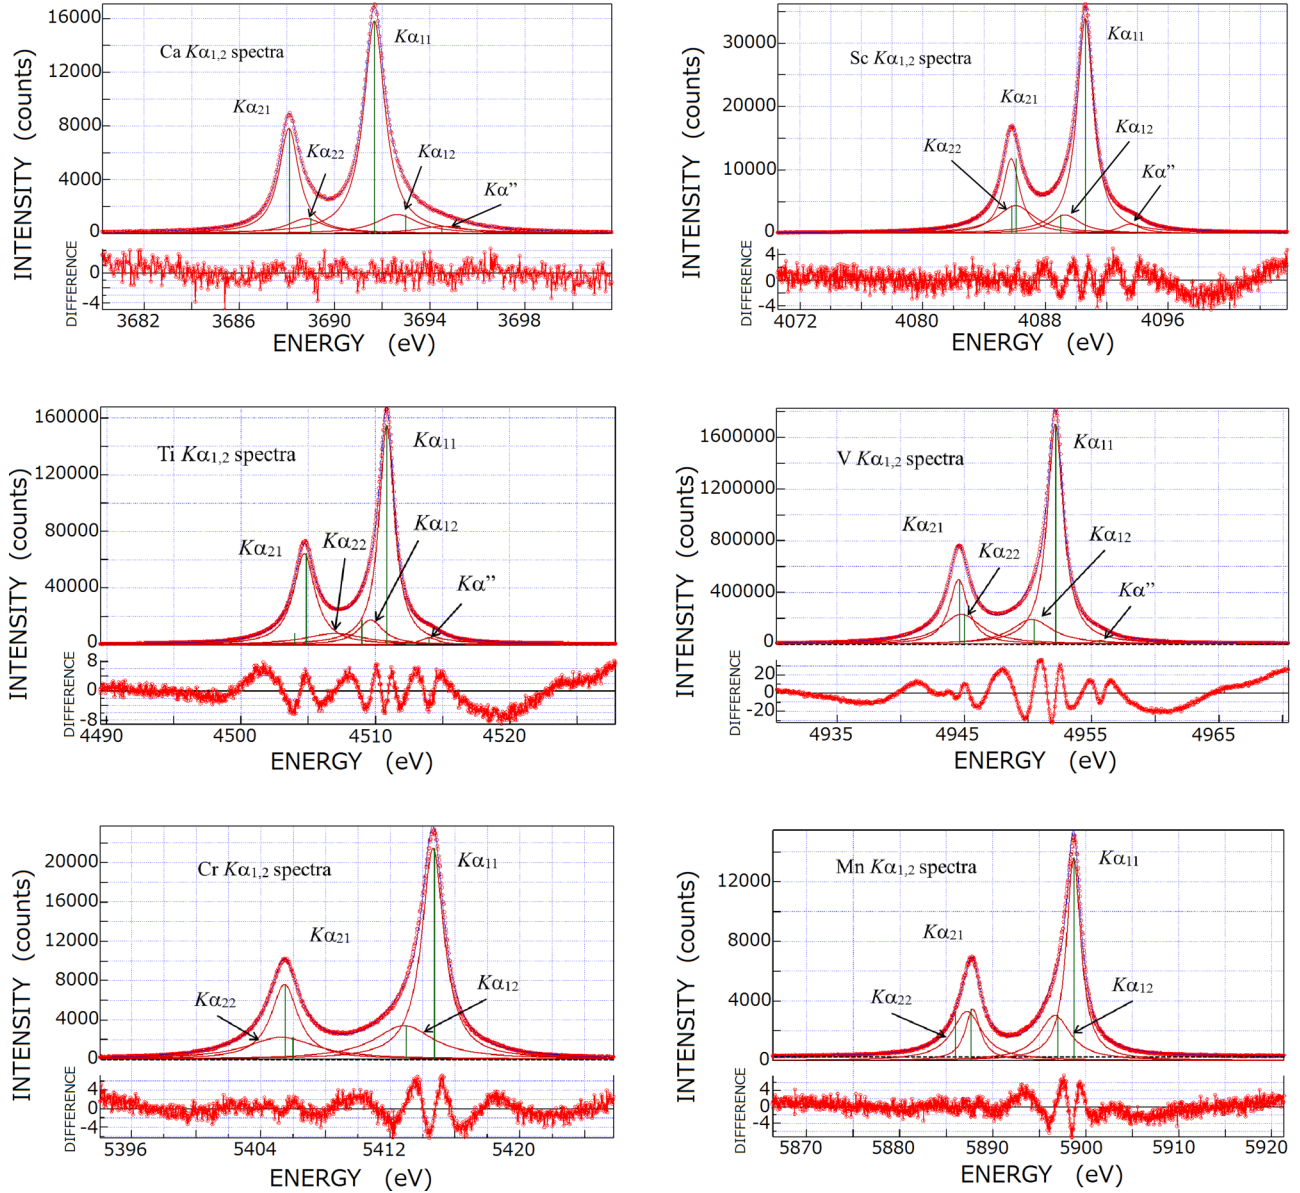 INTENSITY (counts)
16000
12000
8000
4000
0
Ca Kα1,2 spectra
Kα11
Kα21
Kα22
Kα12
Kα”
DIFFERENCE
0
-4
3682
3686
3690
3694
3698
ENERGY (eV)
INTENSITY (counts)
30000
20000
10000
0
Sc Kα1,2 spectra
Kα11
Kα21
Kα22
Kα12
Kα”
DIFFERENCE
4
0
-4
4072
4080
4088
4096
ENERGY (eV)
INTENSITY (counts)
160000
120000
80000
40000
0
Ti Kα1,2 spectra
Kα11
Kα21
Kα22
Kα12
Kα”
DIFFERENCE
8
0
-8
4490
4500
4510
4520
ENERGY (eV)
INTENSITY (counts)
1600000
1200000
800000
400000
0
V Kα1,2 spectra
Kα11
Kα21
Kα22
Kα12
Kα”
DIFFERENCE
20
0
-20
4935
4945
4955
4965
ENERGY (eV)
INTENSITY (counts)
20000
16000
12000
8000
4000
0
Cr Kα1,2 spectra
Kα11
Kα21
Kα22
Kα12
DIFFERENCE
4
0
-4
5396
5404
5414
5420
ENERGY (eV)
INTENSITY (counts)
12000
8000
4000
0
Mn Kα1,2 spectra
Kα11
Kα21
Kα22
Kα12
DIFFERENCE
4
0
-4
5870
5880
5890
5900
5910
5920
ENERGY (eV)